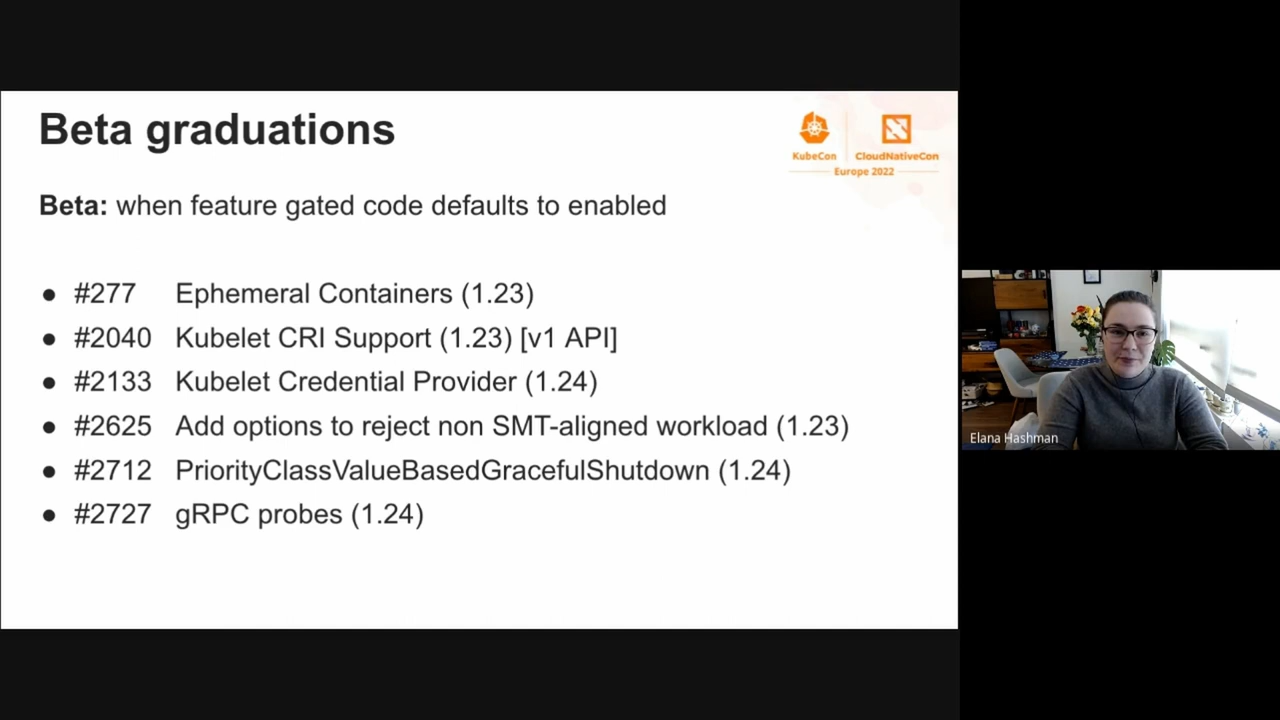 Beta graduations
KubeCon
CloudNativeCon
Europe 2022
Beta: when feature gated code defaults to enabled
● #277 Ephemeral Containers (1.23)
● #2040 Kubelet CRI Support (1.23) [v1 API]
● #2133 Kubelet Credential Provider (1.24)
● #2625 Add options to reject non SMT-aligned workload (1.23)
● #2712 PriorityClassValueBasedGracefulShutdown (1.24)
● #2727 gRPC probes (1.24)
Elana Hashman